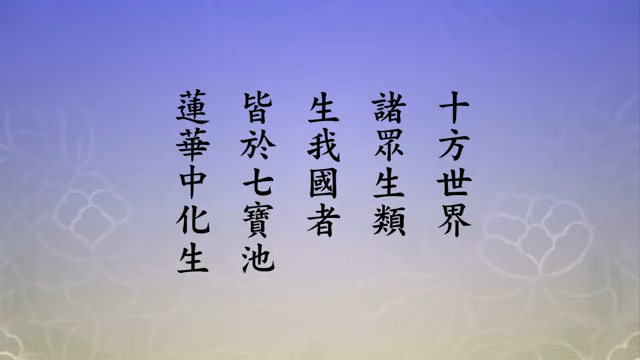 十方世界
諸眾生類
生我國者
皆於七寶池
蓮華中化生